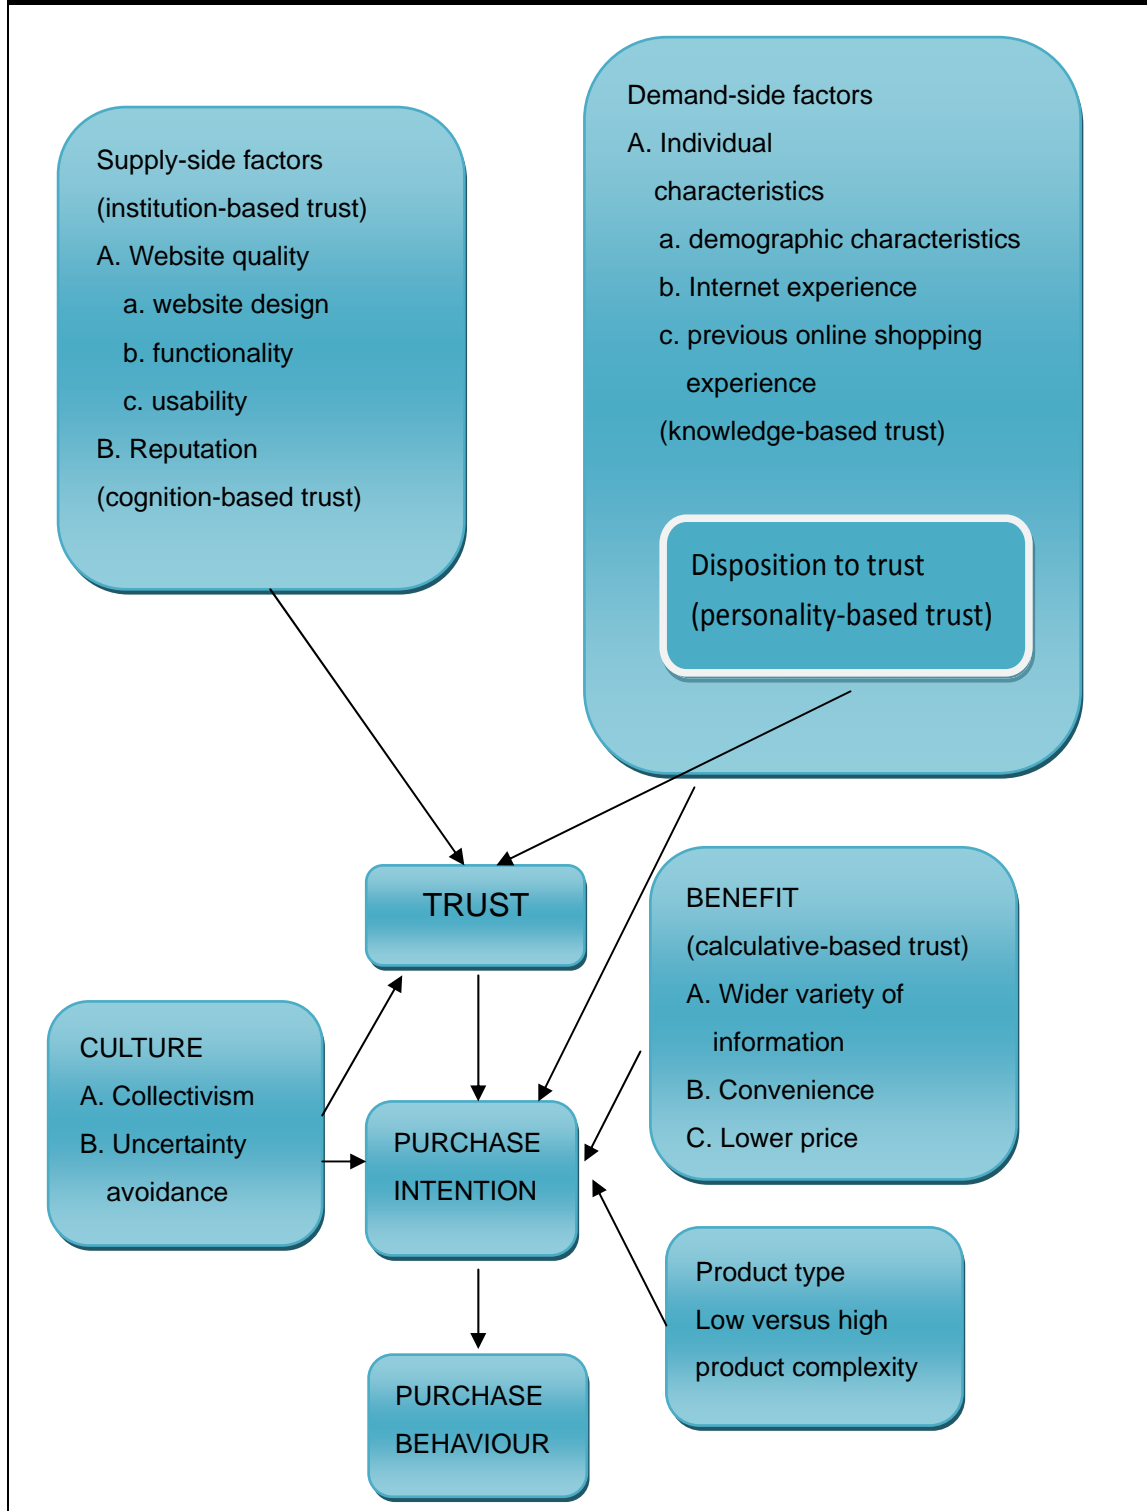 Supply-side factors
(institution-based trust)
A. Website quality
a. website design
b. functionality
c. usability
B. Reputation
(cognition-based trust)
Demand-side factors
A. Individual
characteristics
a. demographic characteristics
b. Internet experience
c. previous online shopping
experience
(knowledge-based trust)
Disposition to trust
(personality-based trust)
TRUST
BENEFIT
(calculative-based trust)
A. Wider variety of
information
B. Convenience
C. Lower price
CULTURE
A. Collectivism
B. Uncertainty
avoidance
PURCHASE
INTENTION
Product type
Low versus high
product complexity
PURCHASE
BEHAVIOUR